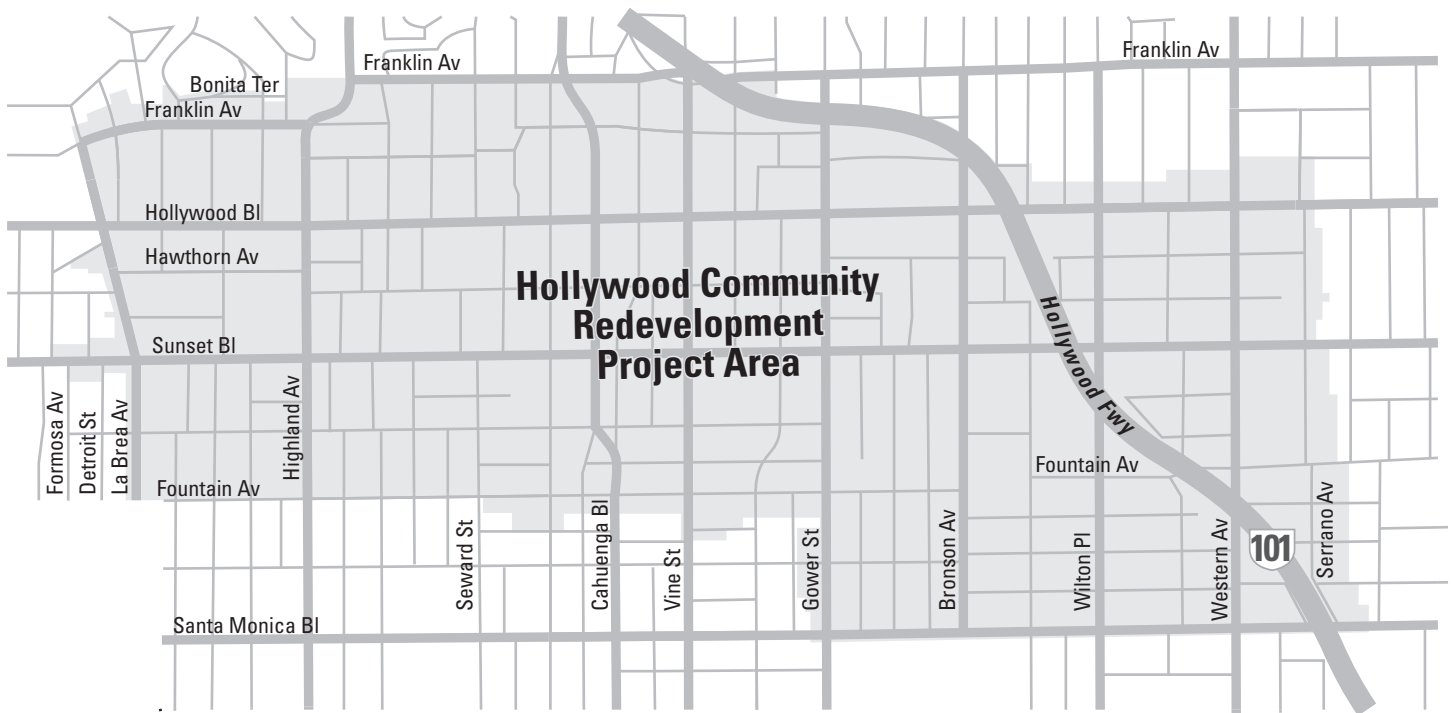 Franklin Av
Franklin Av
Bonita Ter
Franklin Av
Hollywood Bl
Hawthorn Av
Hollywood Community
Redevelopment
Project Area
Hollywood Fwy
Sunset Bl
Formosa Av
Detroit St
La Brea Av
Highland Av
Fountain Av
Fountain Av
Seward St
Cahuenga Bl
Vine St
Gower St
Bronson Av
Wilton Pl
Western Av
101
Serrano Av
Santa Monica Bl